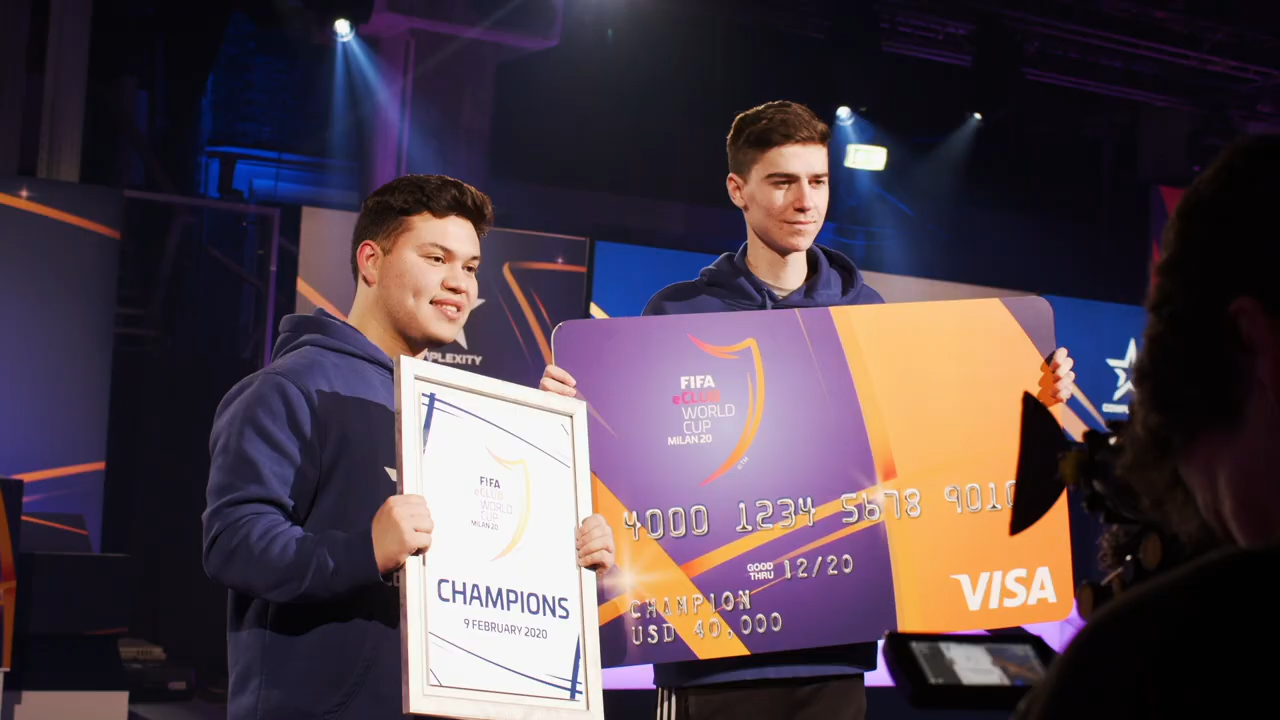 PLEXITY
FIFA
eCLUB
WORLD
CUP
MILAN 20
CHAMPIONS
9 FEBRUARY 2020
FIFA
eCLUB
WORLD
CUP
MILAN 20
4000 1234 5678 9010
GOOD
THRU 12/20
CHAMPION
USD 40,000
VISA